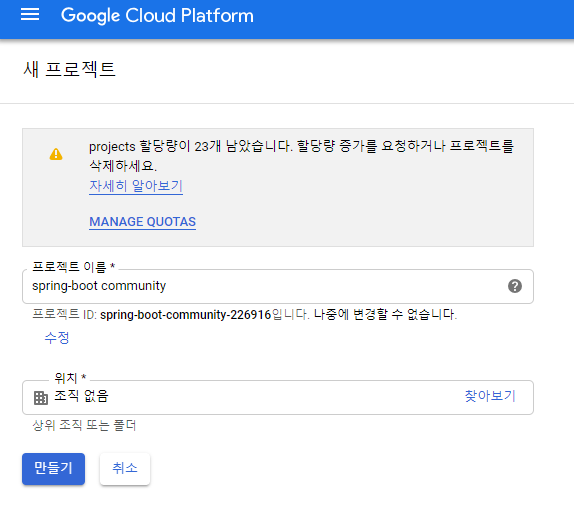 Google Cloud Platform
새 프로젝트
projects 할당량이 23개 남았습니다. 할당량 증가를 요청하거나 프로젝트를
삭제하세요.
자세히 알아보기
MANAGE QUOTAS
프로젝트 이름 *
spring-boot community
프로젝트 ID: spring-boot-community-226916입니다. 나중에 변경할 수 없습니다.
수정
위치 *
조직 없음 찾아보기
상위 조직 또는 폴더
만들기 취소